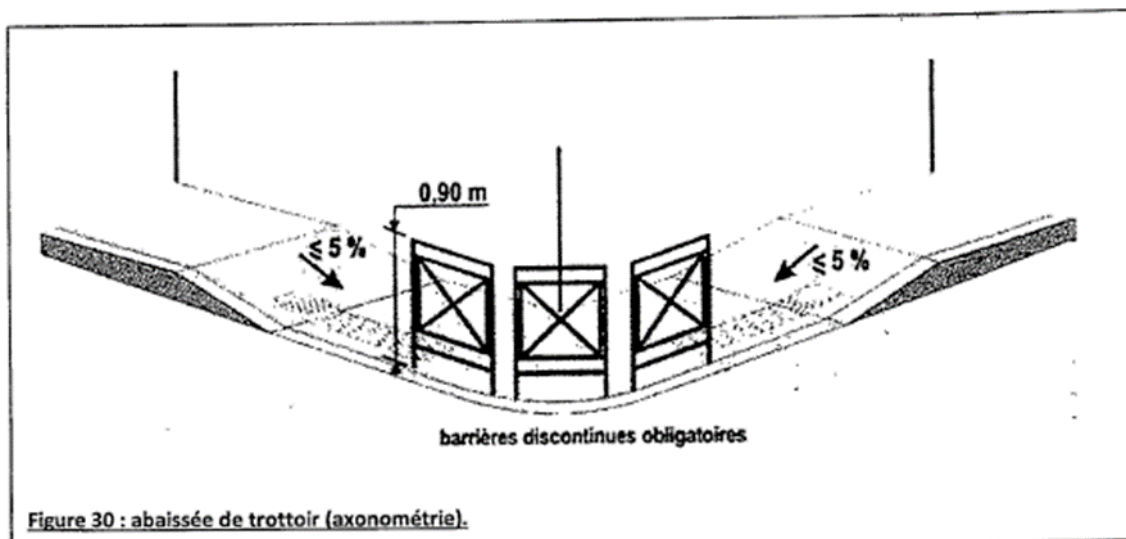 0,90 m
≤ 5 %
≤ 5 %
barrières discontinues obligatoires
Figure 30 : abaissée de trottoir (axonométrie).